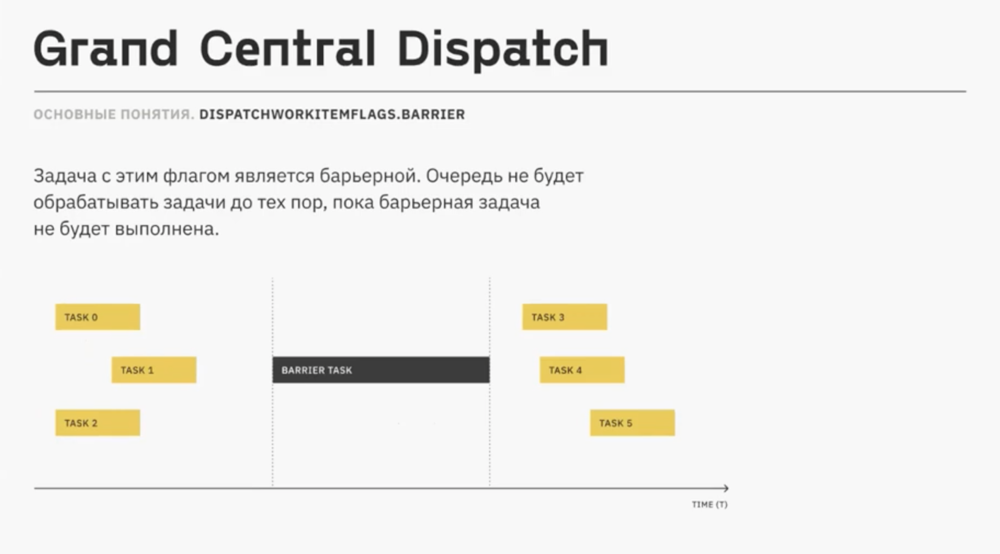 Grand Central Dispatch
ОСНОВНЫЕ ПОНЯТИЯ. DISPATCHWORKITEMFLAGS.BARRIER
Задача с этим флагом является барьерной. Очередь не будет
обрабатывать задачи до тех пор, пока барьерная задача
не будет выполнена.
TASK 0
TASK 3
TASK 1
BARRIER TASK
TASK 4
TASK 2
TASK 5
TIME (T)